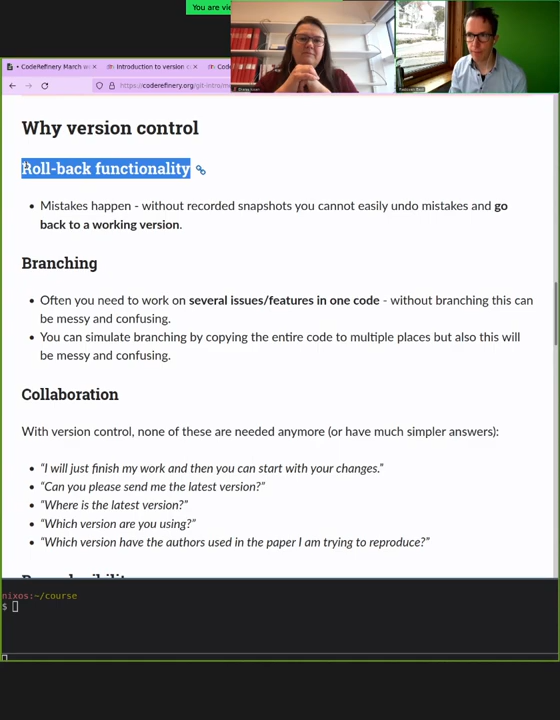 You are vie
CodeRefinery March w
Introduction to version c
Cod
https://coderefinery.org/git-intro/m
Why version control
Roll-back functionality
Mistakes happen - without recorded snapshots you cannot easily undo mistakes and go
back to a working version.
Branching
Often you need to work on several issues/features in one code - without branching this can
be messy and confusing.
You can simulate branching by copying the entire code to multiple places but also this will
be messy and confusing.
Collaboration
With version control, none of these are needed anymore (or have much simpler answers):
“I will just finish my work and then you can start with your changes.”
“Can you please send me the latest version?”
“Where is the latest version?”
“Which version are you using?”
“Which version have the authors used in the paper I am trying to reproduce?”
nixos:~/course
$